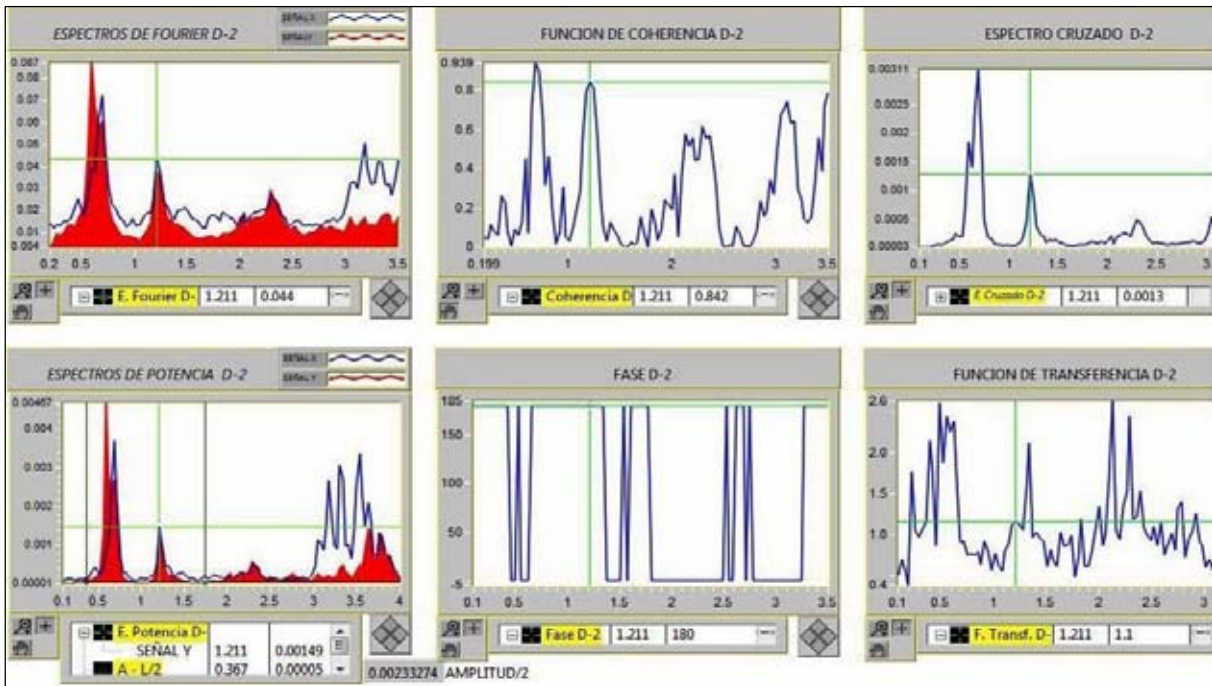 ESPECTROS DE FOURIER D-2
SEÑAL X
SEÑAL Y
0.087
0.08
0.07
0.06
0.05
0.04
0.03
0.02
0.01
0.004
0.2 0.5 1 1.5 2 2.5 3 3.5
E. Fourier D- 1.211 0.044
FUNCION DE COHERENCIA D-2
0.939
0.8
0.6
0.4
0.2
0
0.199 1 2 3 3.5
Coherencia D 1.211 0.842
ESPECTRO CRUZADO D-2
0.00311
0.0025
0.002
0.0015
0.001
0.0005
0.00003
0.1 0.5 1 1.5 2 2.5 3
E Cruzado D-2 1.211 0.0013
ESPECTROS DE POTENCIA D-2
SEÑAL X
SEÑAL Y
0.00467
0.004
0.003
0.002
0.001
0.00001
0.1 0.5 1 1.5 2 2.5 3 3.5 4
E. Potencia D-
SEÑAL Y 1.211 0.00149
A - L/2 0.367 0.00005
0.00233274 AMPLITUD/2
FASE D-2
185
150
100
50
-5
0.1 0.5 1 1.5 2 2.5 3 3.5
Fase D-2 1.211 180
FUNCION DE TRANSFERENCIA D-2
2.6
2.0
1.5
1.0
0.4
0.1 0.5 1 1.5 2 2.5 3
F. Transf. D- 1.211 1.1